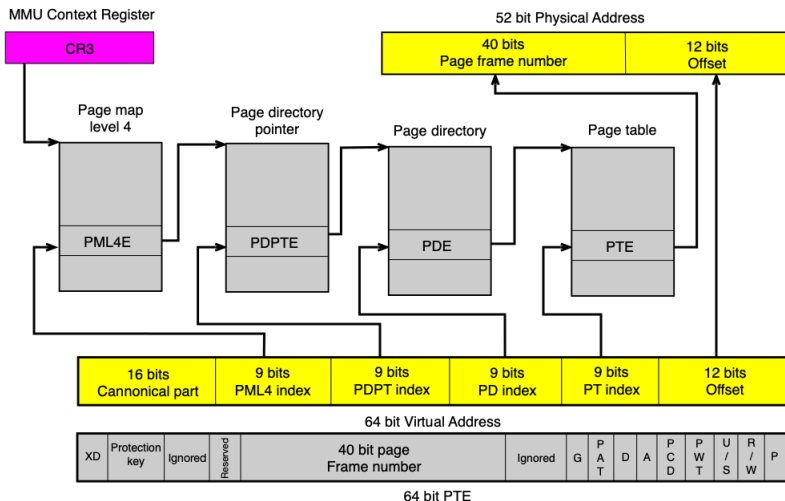 MMU Context Register
CR3
52 bit Physical Address
40 bits
Page frame number
12 bits
Offset
Page map
level 4
Page directory
pointer
Page directory
Page table
PML4E
PDPTE
PDE
PTE
16 bits
Cannonical part
9 bits
PML4 index
9 bits
PDPT index
9 bits
PD index
9 bits
PT index
12 bits
Offset
64 bit Virtual Address
XD
Protection
key
Ignored
Reserved
40 bit page
Frame number
Ignored
G
PAT
D
A
PCD
PWT
U/S
R/W
P
64 bit PTE